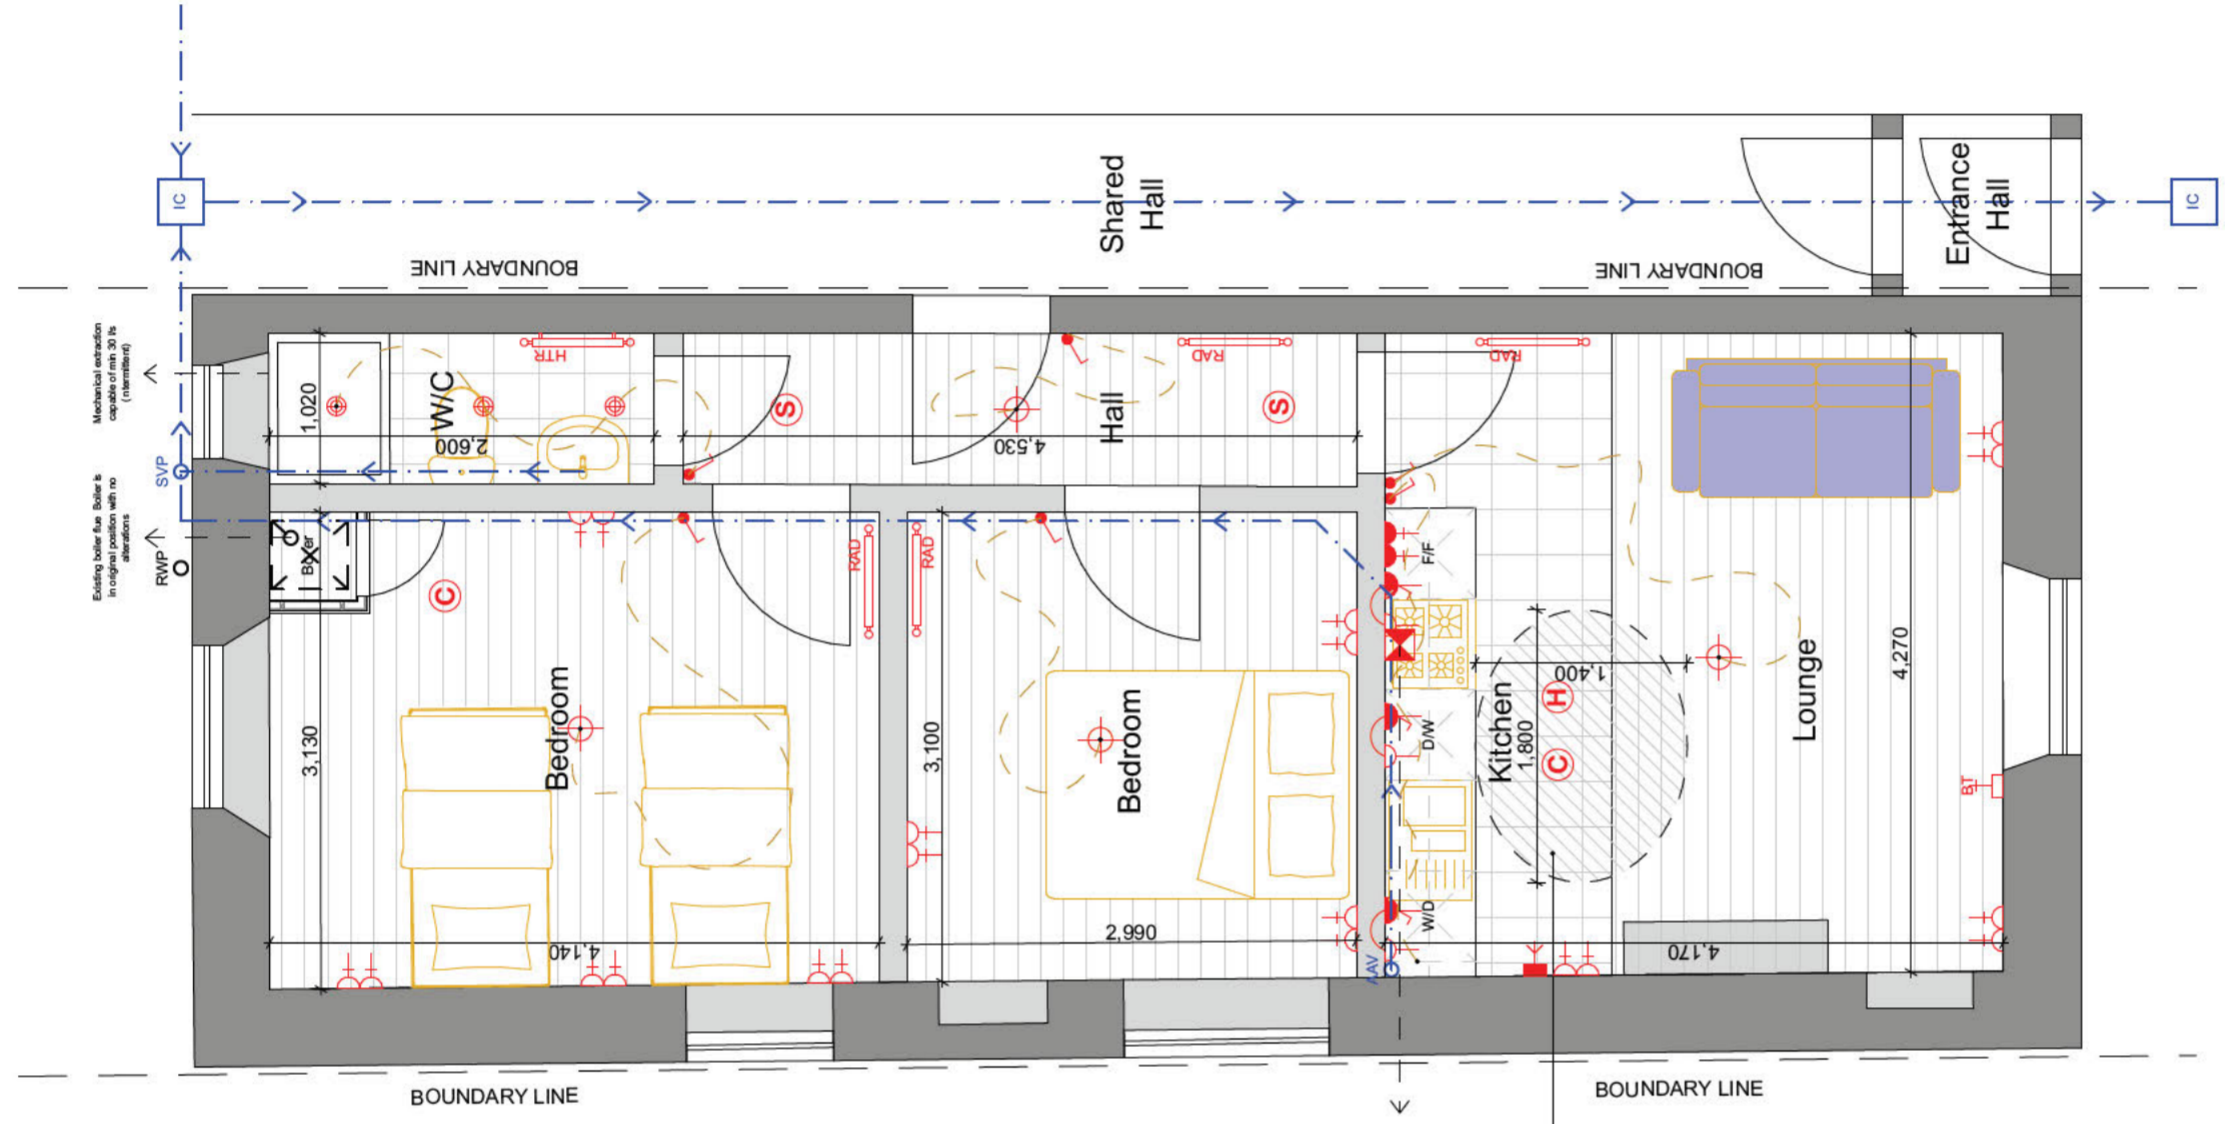 IC
Shared
Hall
Entrance
Hall
IC
BOUNDARY LINE
BOUNDARY LINE
Mechanical extraction
capable of min 30 l/s
(intermittent)
SVP
Existing boiler flue Boiler is
in original position with no
alterations
RWP
1,020
W/C
2,600
HTR
S
4,530
Hall
RAD
S
RAD
Boiler
C
3,130
Bedroom
4,140
RAD
RAD
3,100
Bedroom
2,990
AAV
F/F
D/W
W/D
Kitchen
1,800
1,400
H
C
Lounge
4,270
4,170
BT
BOUNDARY LINE
BOUNDARY LINE